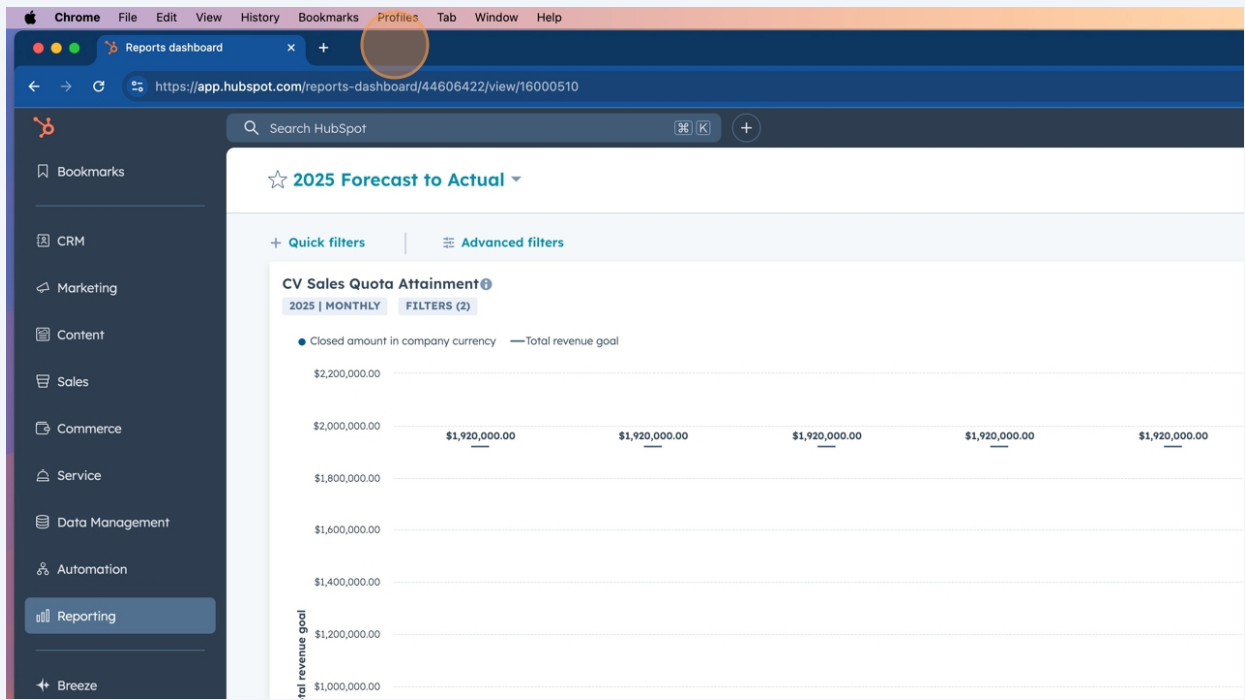 Chrome File Edit View History Bookmarks Profiles Tab Window Help
Reports dashboard
https://app.hubspot.com/reports-dashboard/44606422/view/16000510
Search HubSpot ⌘ K
Bookmarks
CRM
Marketing
Content
Sales
Commerce
Service
Data Management
Automation
Reporting
Breeze
2025 Forecast to Actual
Quick filters Advanced filters
CV Sales Quota Attainment
2025 | MONTHLY FILTERS (2)
Closed amount in company currency Total revenue goal
$2,200,000.00
$2,000,000.00
$1,920,000.00 $1,920,000.00 $1,920,000.00 $1,920,000.00 $1,920,000.00
$1,800,000.00
$1,600,000.00
$1,400,000.00
$1,200,000.00
$1,000,000.00
revenue goal